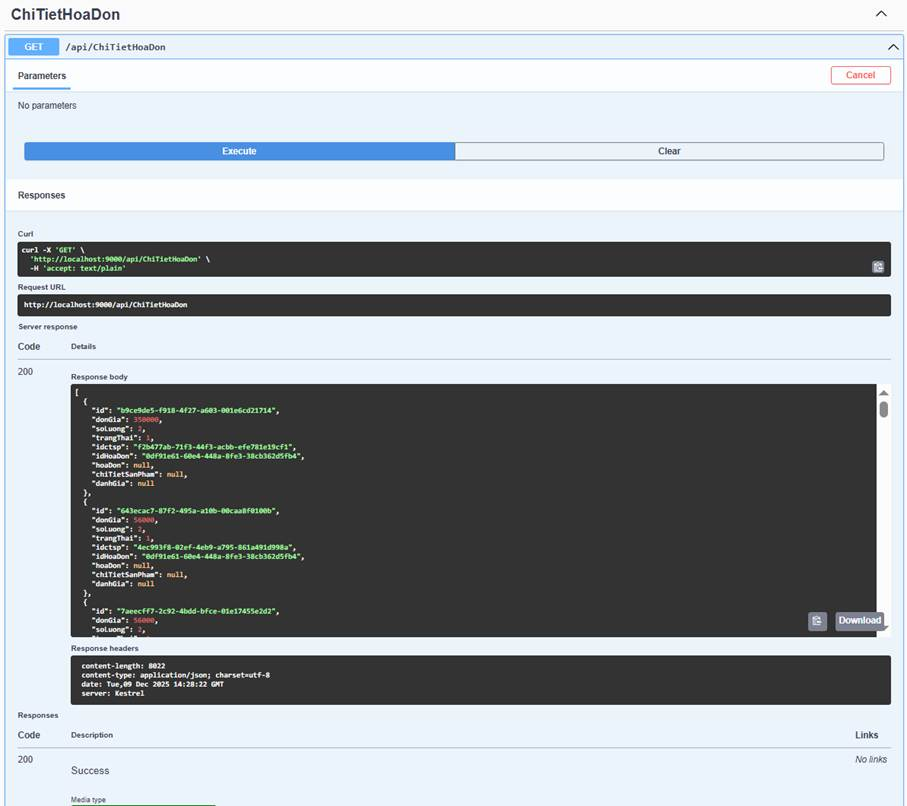 ChiTietHoaDon
GET /api/ChiTietHoaDon
Parameters
Cancel
No parameters
Execute
Clear
Responses
Curl
curl -X 'GET' \
'http://localhost:9000/api/ChiTietHoaDon' \
-H 'accept: text/plain'
Request URL
http://localhost:9000/api/ChiTietHoaDon
Server response
Code Details
200
Response body
[
{
"id": "b9ce9de5-f918-4f27-a603-001e6cd21714",
"donGia": 350000,
"soLuong": 2,
"trangThai": 1,
"idctsp": "f2b477ab-71f3-44f3-acbb-efe781e19cf1",
"idHoaDon": "0df91e61-60e4-448a-8fe3-38cb362d5fb4",
"hoaDon": null,
"chiTietSanPham": null,
"danhGia": null
},
{
"id": "643ecac7-87f2-495a-a10b-00caa8f0100b",
"donGia": 56000,
"soLuong": 2,
"trangThai": 1,
"idctsp": "4ec993f8-02ef-4eb9-a795-861a491d998a",
"idHoaDon": "0df91e61-60e4-448a-8fe3-38cb362d5fb4",
"hoaDon": null,
"chiTietSanPham": null,
"danhGia": null
},
{
"id": "7aeecff7-2c92-4bdd-bfce-01e17455e2d2",
"donGia": 56000,
"soLuong": 2,
Download
Response headers
content-length: 8022
content-type: application/json; charset=utf-8
date: Tue,09 Dec 2025 14:28:22 GMT
server: Kestrel
Responses
Code Description Links
200
No links
Success
Media type